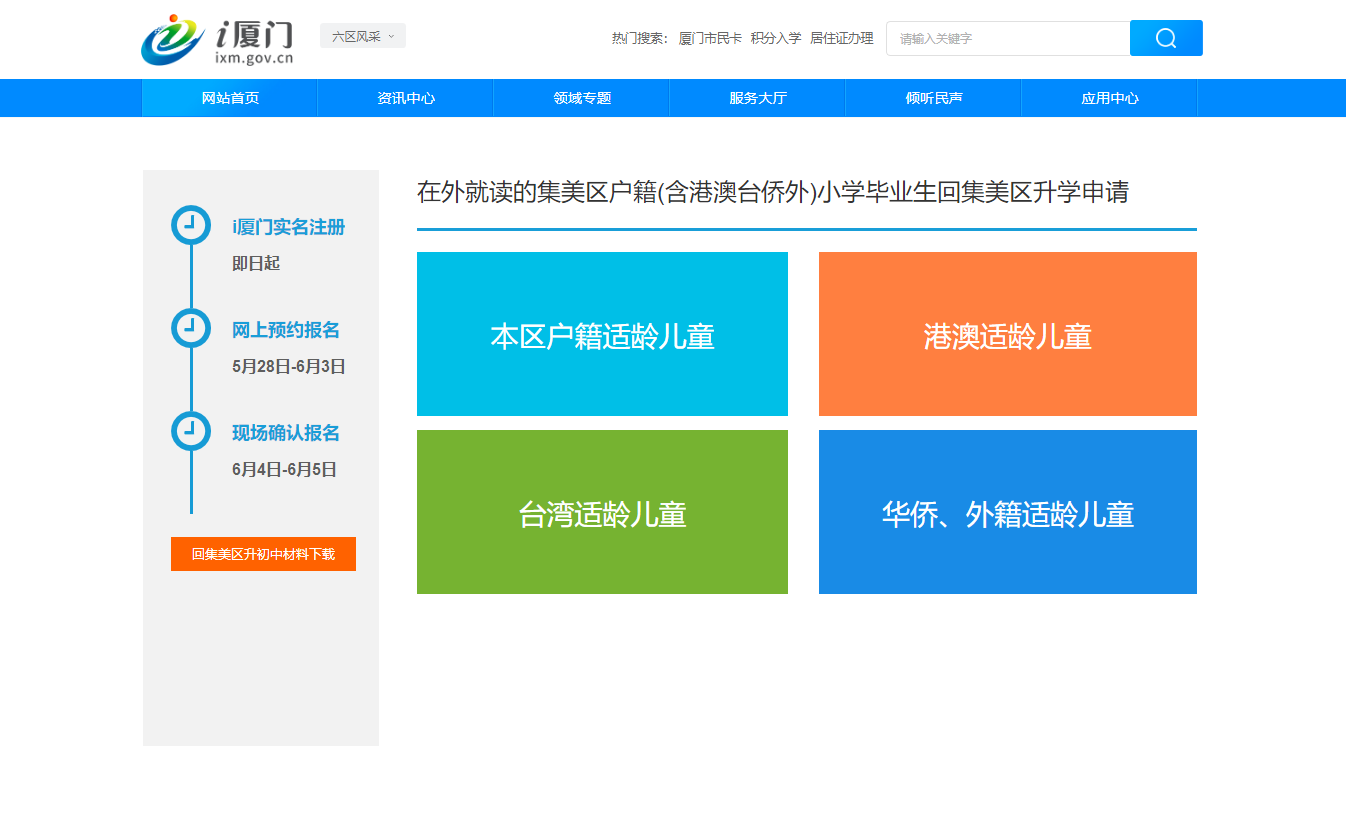 i厦门
ixm.gov.cn
六区风采
热门搜索： 厦门市民卡 积分入学 居住证办理
请输入关键字
网站首页 资讯中心 领域专题 服务大厅 倾听民声 应用中心
i厦门实名注册
即日起
网上预约报名
5月28日-6月3日
现场确认报名
6月4日-6月5日
回集美区升初中材料下载
在外就读的集美区户籍(含港澳台侨外)小学毕业生回集美区升学申请
本区户籍适龄儿童
港澳适龄儿童
台湾适龄儿童
华侨、外籍适龄儿童